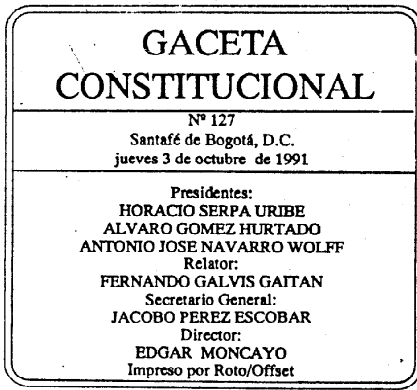 GACETA
CONSTITUCIONAL
Nº 127
Santafé de Bogotá, D.C.
jueves 3 de octubre de 1991
Presidentes:
HORACIO SERPA URIBE
ALVARO GOMEZ HURTADO
ANTONIO JOSE NAVARRO WOLFF
Relator:
FERNANDO GALVIS GAITAN
Secretario General:
JACOBO PEREZ ESCOBAR
Director:
EDGAR MONCAYO
Impreso por Roto/Offset